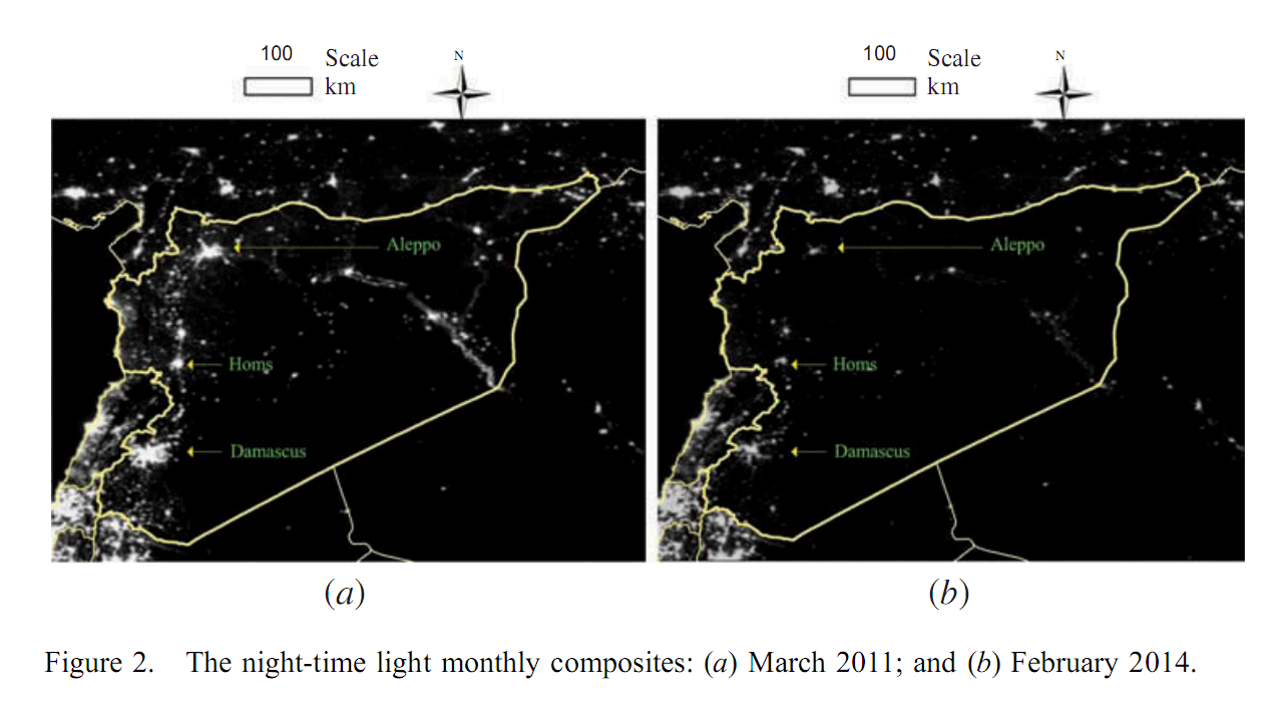 100 Scale
km
N
100 Scale
km
N
Aleppo
Homs
Damascus
Aleppo
Homs
Damascus
(a)
(b)
Figure 2. The night-time light monthly composites: (a) March 2011; and (b) February 2014.